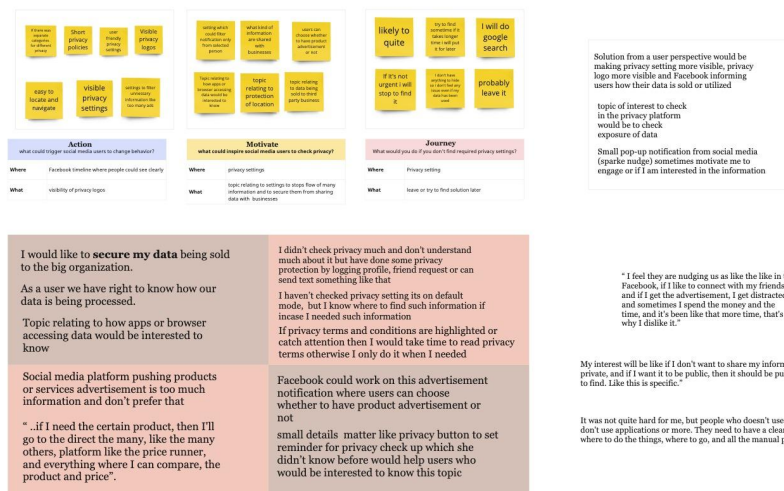 if there was
separate
categories
for different
privacy
Short
privacy
policies
user
friendly
privacy
settings
Visible
privacy
logos
easy to
locate and
navigate
visible
privacy
settings
settings to filter
unnecessary
information like
too many ads
setting which
could filter
notification only
from selected
person
what kind of
information
are shared
with
businesses
users can
choose whether
to have product
advertisement
or not
Topic relating to
how apps or
browser accessing
data would be
interested to
know
topic
relating to
protection
of location
topic relating
to data being
sold to third
party business
likely to
quite
try to find
sometime if it
takes longer
time i will put
it for later
I will do
google
search
If it's not
urgent i will
stop to find
it
I don't have
anything to hide
so i don't feel any
issue even if my
data has been
used
probably
leave it
Action
what could trigger social media users to change behavior?
Where Facebook timeline where people could see clearly
What visibility of privacy logos
Motivate
what could inspire social media users to check privacy?
Where privacy settings
What topic relating to settings to stops flow of many
information and to secure them from sharing
data with businesses
Journey
What would you do if you don't find required privacy settings?
Where Privacy setting
What leave or try to find solution later
Solution from a user perspective would be
making privacy setting more visible, privacy
logo more visible and Facebook informing
users how their data is sold or utilized
topic of interest to check
in the privacy platform
would be to check
exposure of data
Small pop-up notification from social media
(sparke nudge) sometimes motivate me to
engage or if I am interested in the information
I would like to secure my data being sold
to the big organization.
As a user we have right to know how our
data is being processed.
Topic relating to how apps or browser
accessing data would be interested to
know
I didn't check privacy much and don't understand
much about it but have done some privacy
protection by logging profile, friend request or can
send text something like that
I haven't checked privacy setting its on default
mode, but I know where to find such information if
incase I needed such information
If privacy terms and conditions are highlighted or
catch attention then I would take time to read privacy
terms otherwise I only do it when I needed
Social media platform pushing products
or services advertisement is too much
information and don't prefer that
“ ..if I need the certain product, then I'll
go to the direct the many, like the many
others, platform like the price runner,
and everything where I can compare, the
product and price”.
Facebook could work on this advertisement
notification where users can choose
whether to have product advertisement or
not
small details matter like privacy button to set
reminder for privacy check up which she
didn't know before would help users who
would be interested to know this topic
“ I feel they are nudging us as like the like in
Facebook, if I like to connect with my friends
and if I get the advertisement, I get distracted
and sometimes I spend the money and the
time, and it's been like that more time, that's
why I dislike it.”
My interest will be like if I don't want to share my
private, and if I want it to be public, then it should be
to find. Like this is specific.”
It was not quite hard for me, but people who doesn't use
don't use applications or more. They need to have a
where to do the things, where to go, and all the manual